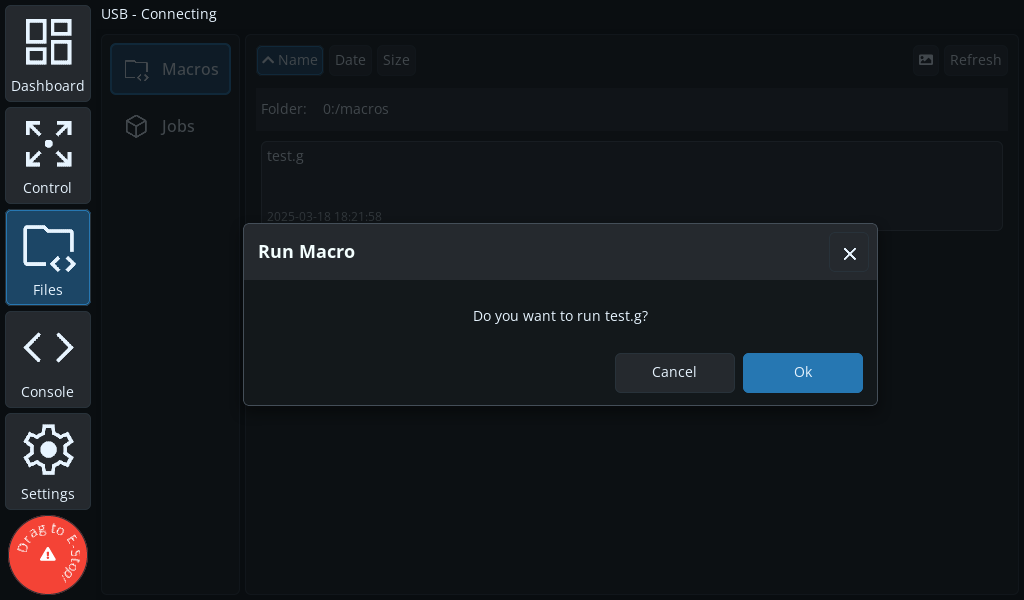 USB - Connecting
Dashboard
Control
Files
Console
Settings
Drag to E-Stop!
Macros
Jobs
Name Date Size Refresh
Folder: 0:/macros
test.g
2025-03-18 18:21:58
Run Macro
Do you want to run test.g?
Cancel Ok